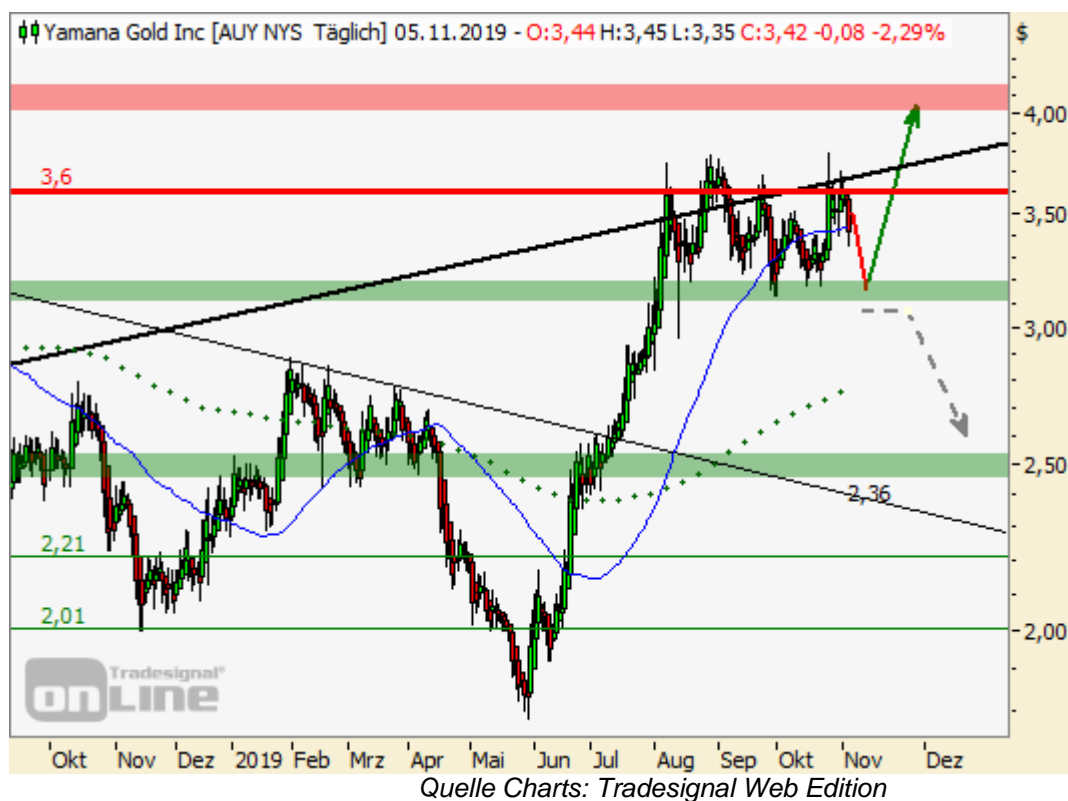 Yamana Gold Inc [AUY NYS Täglich] 05.11.2019 - O:3,44 H:3,45 L:3,35 C:3,42 -0,08 -2,29%
$
4,00
3,6
3,50
3,00
2,50
2,36
2,21
2,01
2,00
Tradesignal®
onLine
Okt Nov Dez 2019 Feb Mrz Apr Mai Jun Jul Aug Sep Okt Nov Dez
Quelle Charts: Tradesignal Web Edition